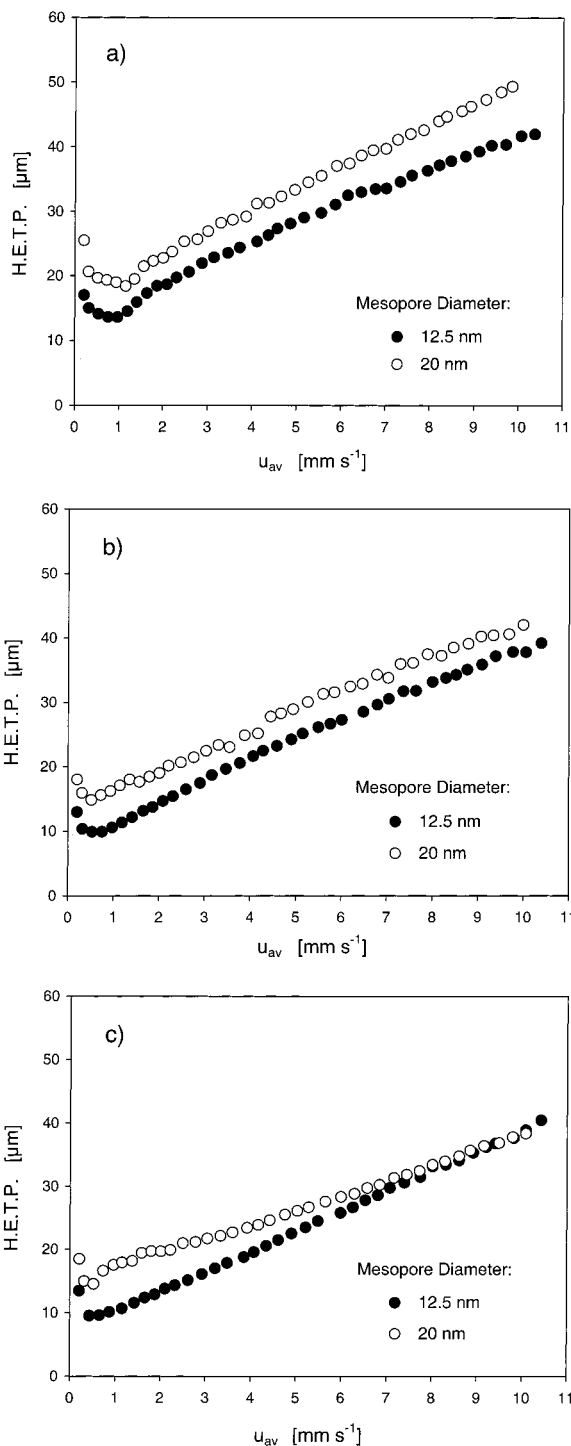 60
a)
50
40
H.E.T.P. [µm]
30
20
Mesopore Diameter:
12.5 nm
10
20 nm
0
0 1 2 3 4 5 6 7 8 9 10 11
u_av [mm s⁻¹]
60
b)
50
40
H.E.T.P. [µm]
30
20
Mesopore Diameter:
12.5 nm
10
20 nm
0
0 1 2 3 4 5 6 7 8 9 10 11
u_av [mm s⁻¹]
60
c)
50
40
H.E.T.P. [µm]
30
20
Mesopore Diameter:
12.5 nm
10
20 nm
0
0 1 2 3 4 5 6 7 8 9 10 11
u_av [mm s⁻¹]